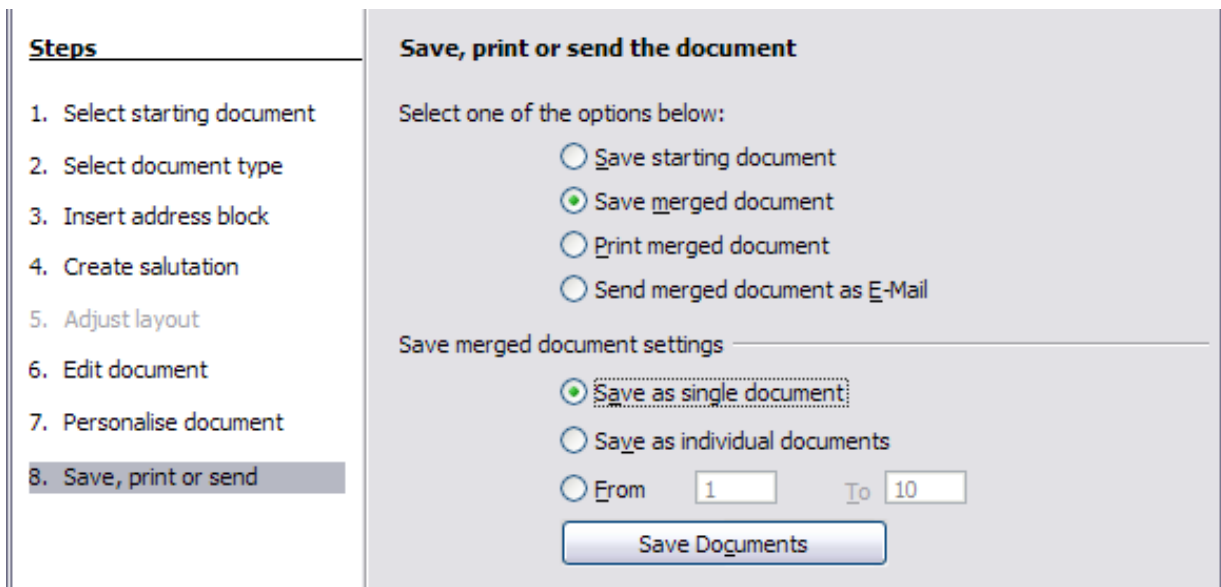 Steps
1. Select starting document
2. Select document type
3. Insert address block
4. Create salutation
5. Adjust layout
6. Edit document
7. Personalise document
8. Save, print or send
Save, print or send the document
Select one of the options below:
Save starting document
Save merged document
Print merged document
Send merged document as E-Mail
Save merged document settings
Save as single document
Save as individual documents
From 1 To 10
Save Documents